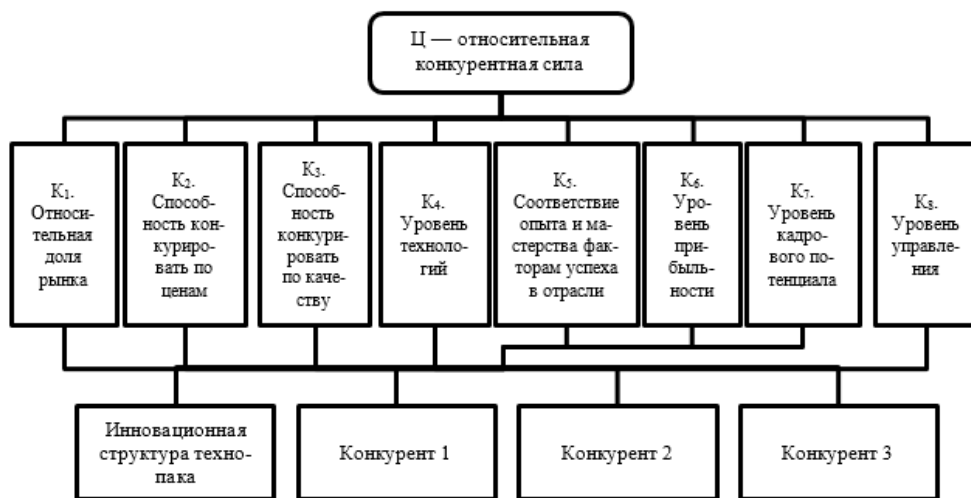 Ц — относительная
конкурентная сила
К₁.
Относи-
тельная
доля
рынка
К₂.
Способ-
ность кон-
курирo-
вать по
ценам
К₃.
Способ-
ность
конкури-
ровать
по каче-
ству
К₄.
Уровень
техноло-
гий
К₅.
Соответствие
опыта и ма-
стерства фак-
торам успеха
в отрасли
К₆.
Уро-
вень
при-
быль-
ности
К₇.
Уровень
кадро-
вого по-
тенциала
К₈.
Уровень
управле-
ния
Инновационная
структура техно-
пака
Конкурент 1
Конкурент 2
Конкурент 3